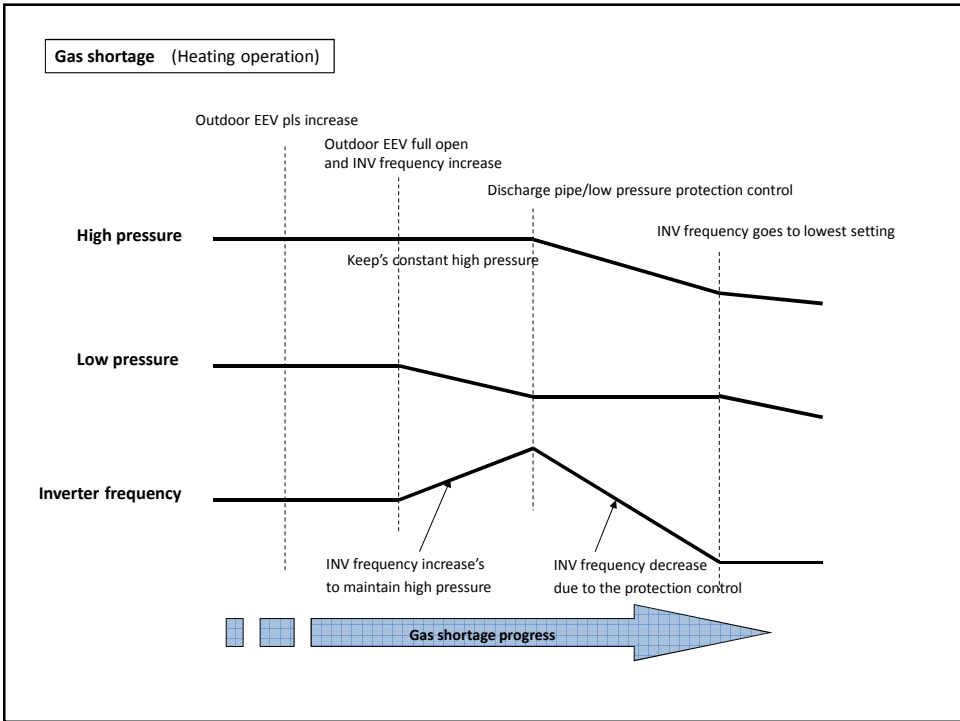 Gas shortage (Heating operation)
Outdoor EEV pls increase
Outdoor EEV full open
and INV frequency increase
Discharge pipe/low pressure protection control
INV frequency goes to lowest setting
High pressure
Keep's constant high pressure
Low pressure
Inverter frequency
INV frequency increase's
to maintain high pressure
INV frequency decrease
due to the protection control
Gas shortage progress